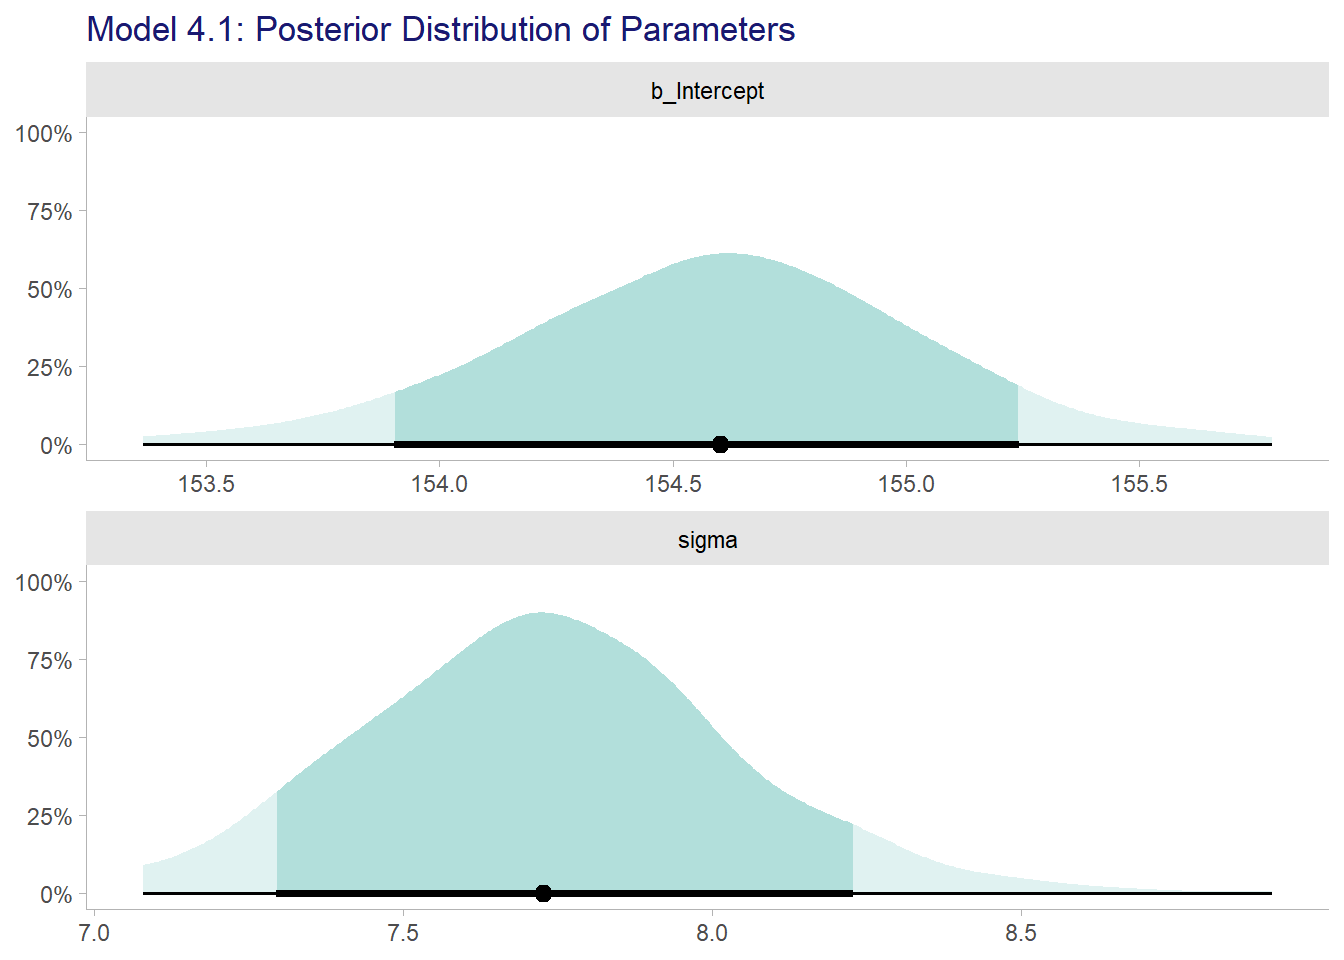 Model 4.1: Posterior Distribution of Parameters
b_Intercept
100%
75%
50%
25%
0%
153.5 154.0 154.5 155.0 155.5
sigma
100%
75%
50%
25%
0%
7.0 7.5 8.0 8.5